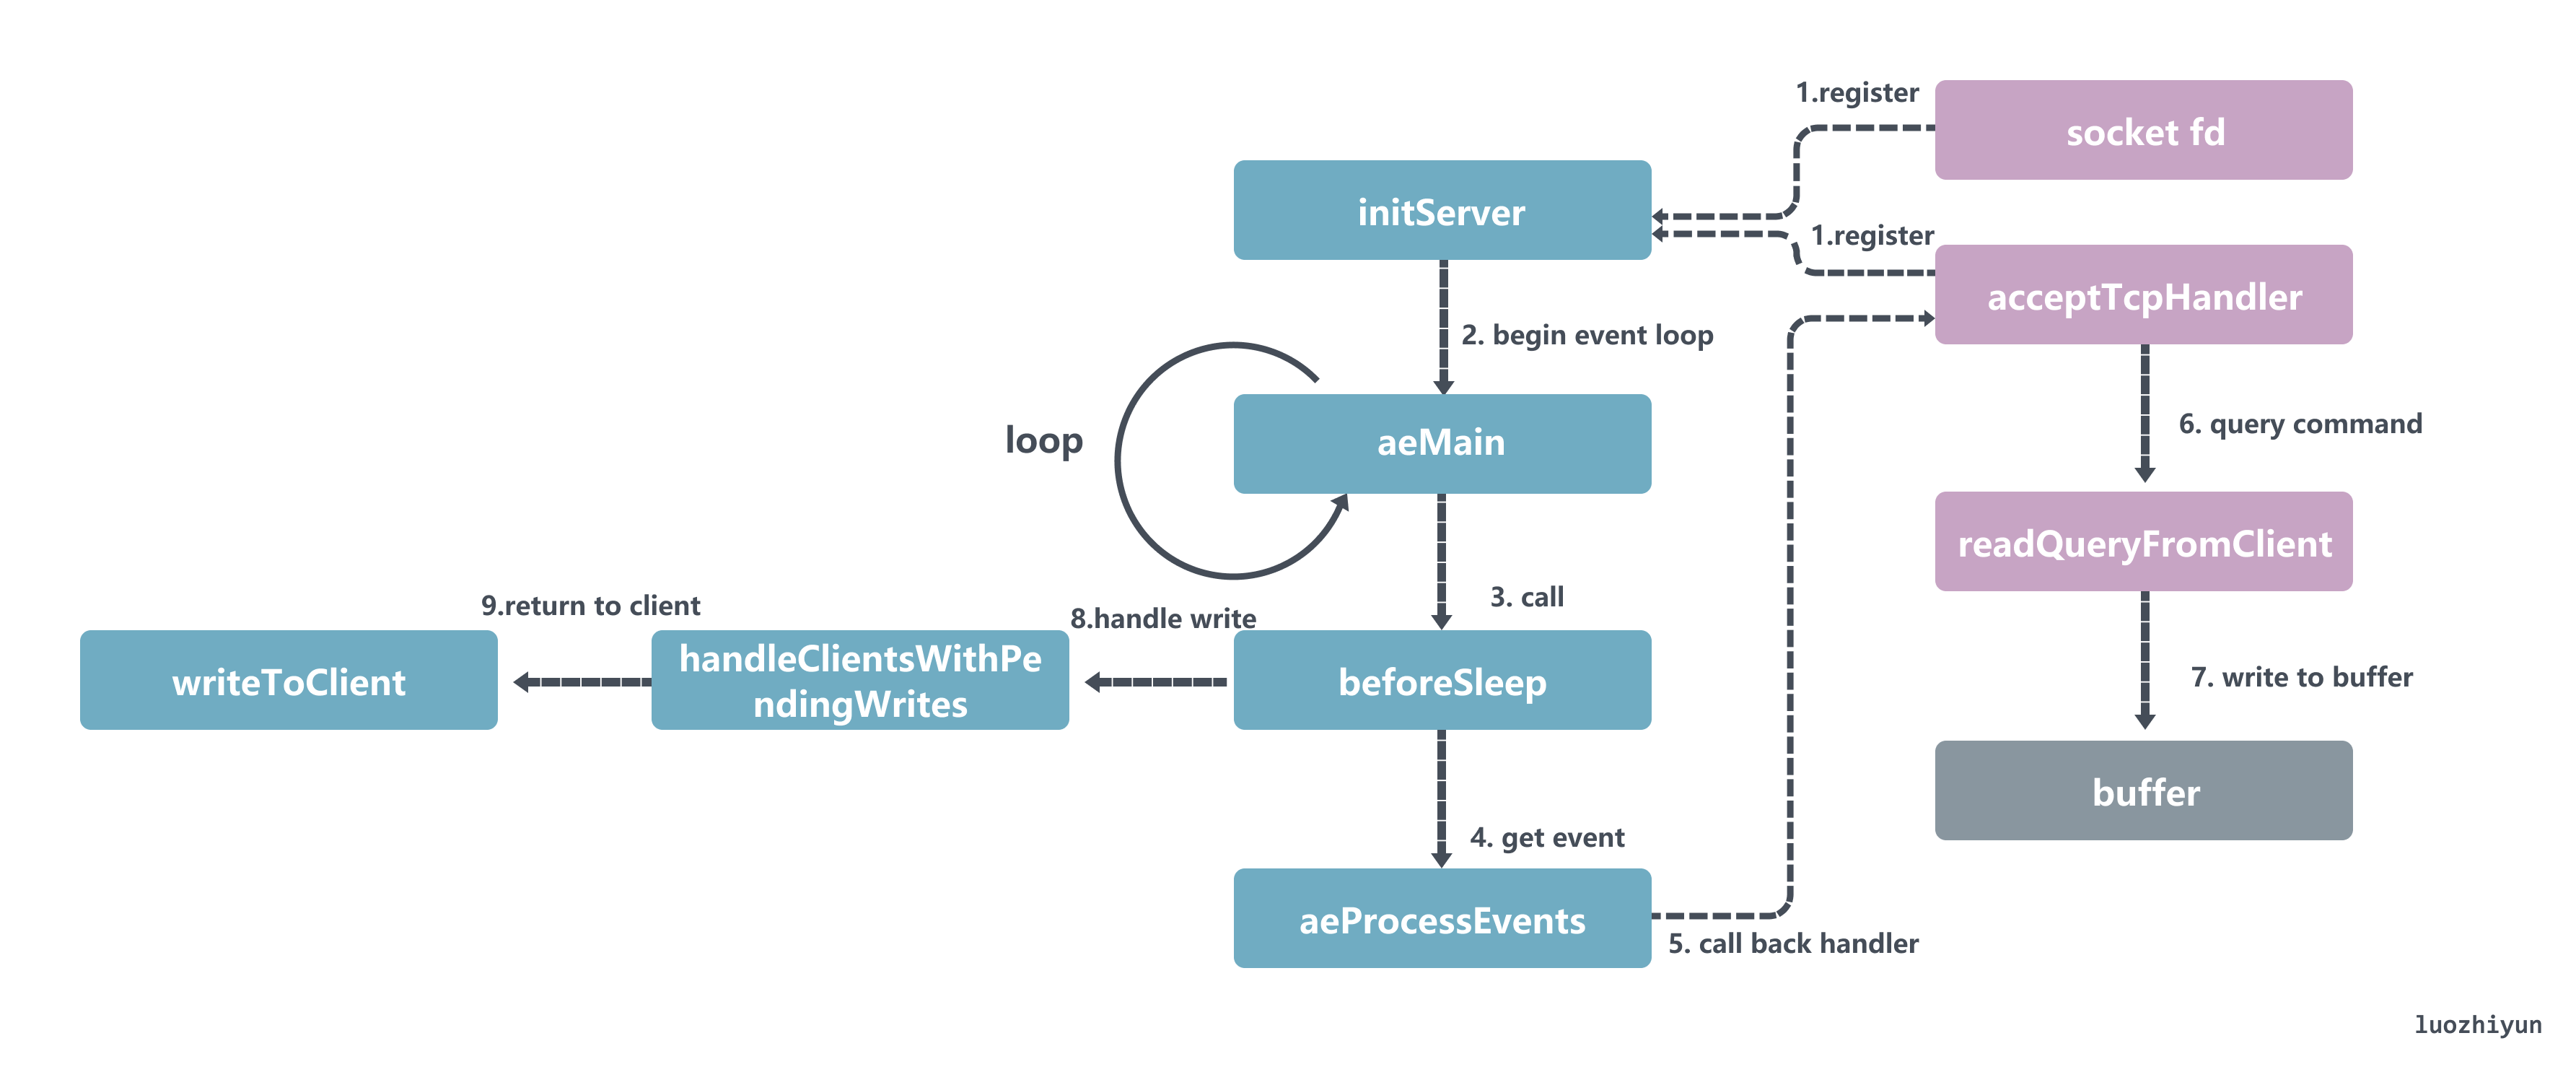 1.register
socket fd
initServer
1.register
acceptTcpHandler
2. begin event loop
loop
aeMain
6. query command
readQueryFromClient
3. call
9.return to client
8.handle write
writeToClient
handleClientsWithPe
ndingWrites
beforeSleep
7. write to buffer
buffer
4. get event
aeProcessEvents
5. call back handler
luozhiyun